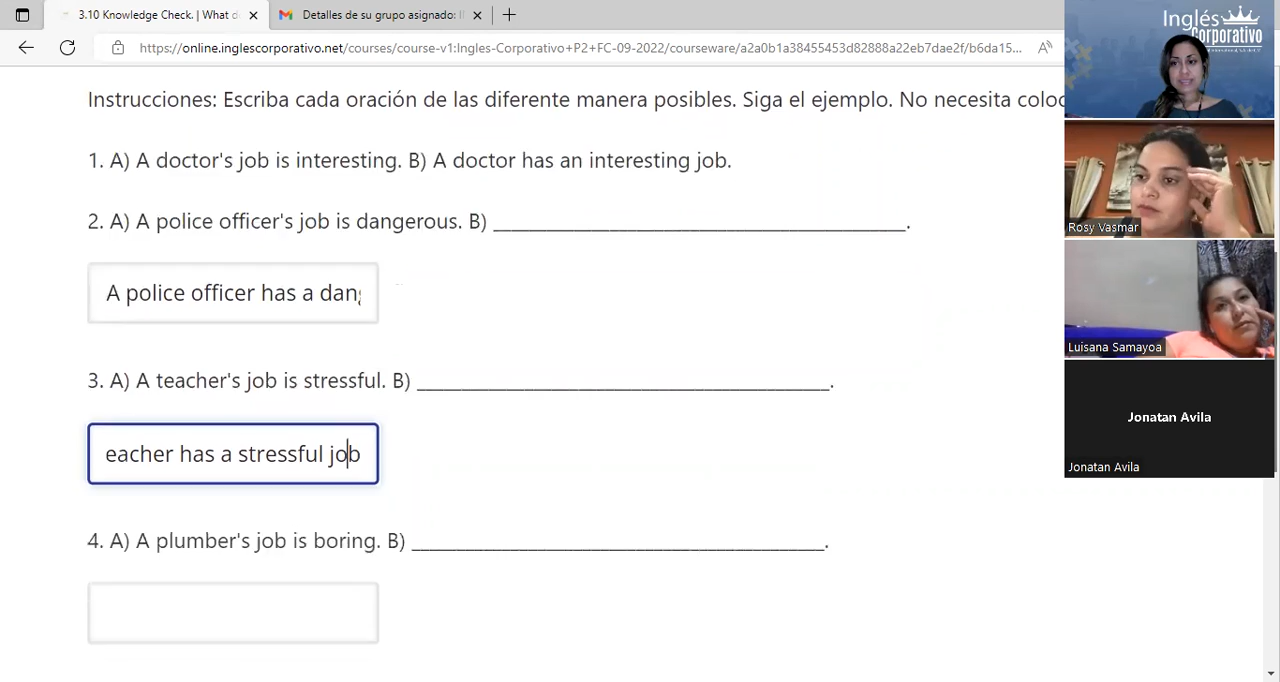 3.10 Knowledge Check. | What d
Detalles de su grupo asignado: I
https://online.inglescorporativo.net/courses/course-v1:Ingles-Corporativo+P2+FC-09-2022/courseware/a2a0b1a38455453d82888a22eb7dae2f/b6da15...
Inglés
Corporativo
Instrucciones: Escriba cada oración de las diferente manera posibles. Siga el ejemplo. No necesita coloc
1. A) A doctor's job is interesting. B) A doctor has an interesting job.
2. A) A police officer's job is dangerous. B) ______________________________________.
Rosy Vasmar
A police officer has a dang
Luisana Samayoa
3. A) A teacher's job is stressful. B) ______________________________________.
Jonatan Avila
eacher has a stressful job
Jonatan Avila
4. A) A plumber's job is boring. B) ______________________________________.